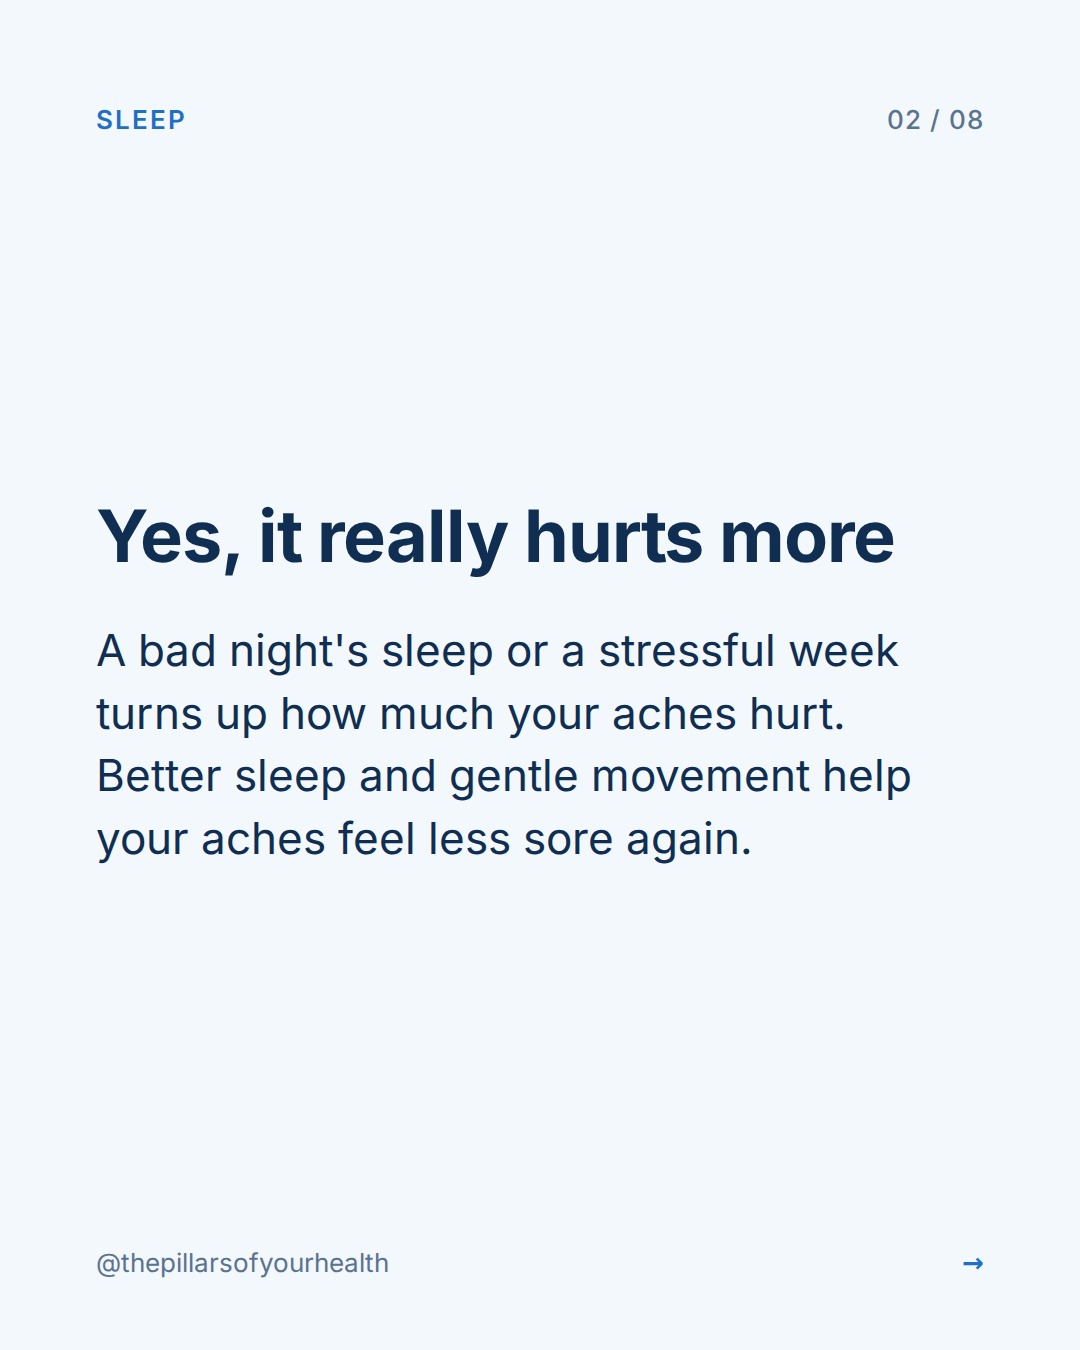 SLEEP
02 / 08
Yes, it really hurts more
A bad night's sleep or a stressful week
turns up how much your aches hurt.
Better sleep and gentle movement help
your aches feel less sore again.
@thepillarsofyourhealth
→